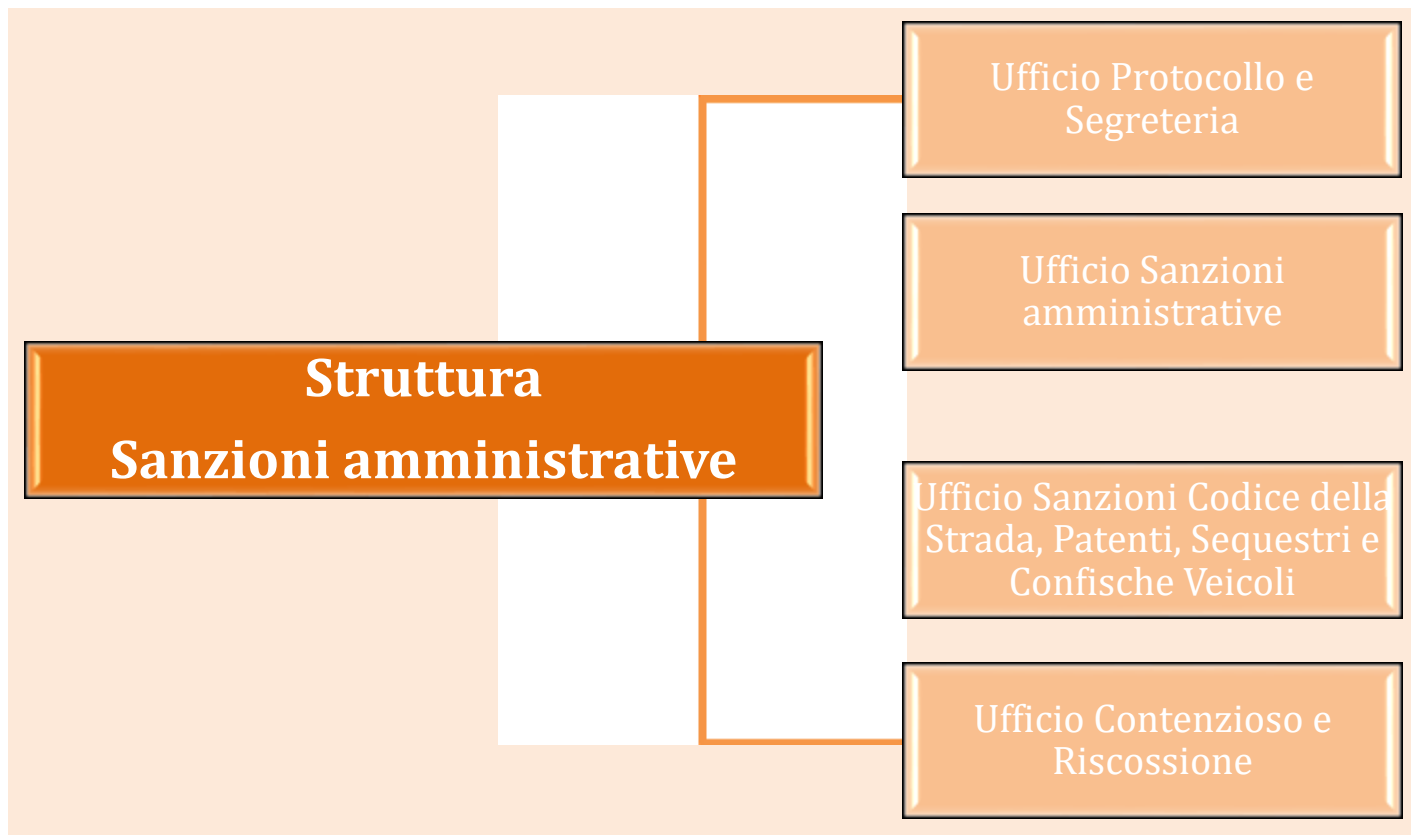 Ufficio Protocollo e
Segreteria
Ufficio Sanzioni
amministrative
Struttura
Sanzioni amministrative
Ufficio Sanzioni Codice della
Strada, Patenti, Sequestri e
Confische Veicoli
Ufficio Contenzioso e
Riscossione